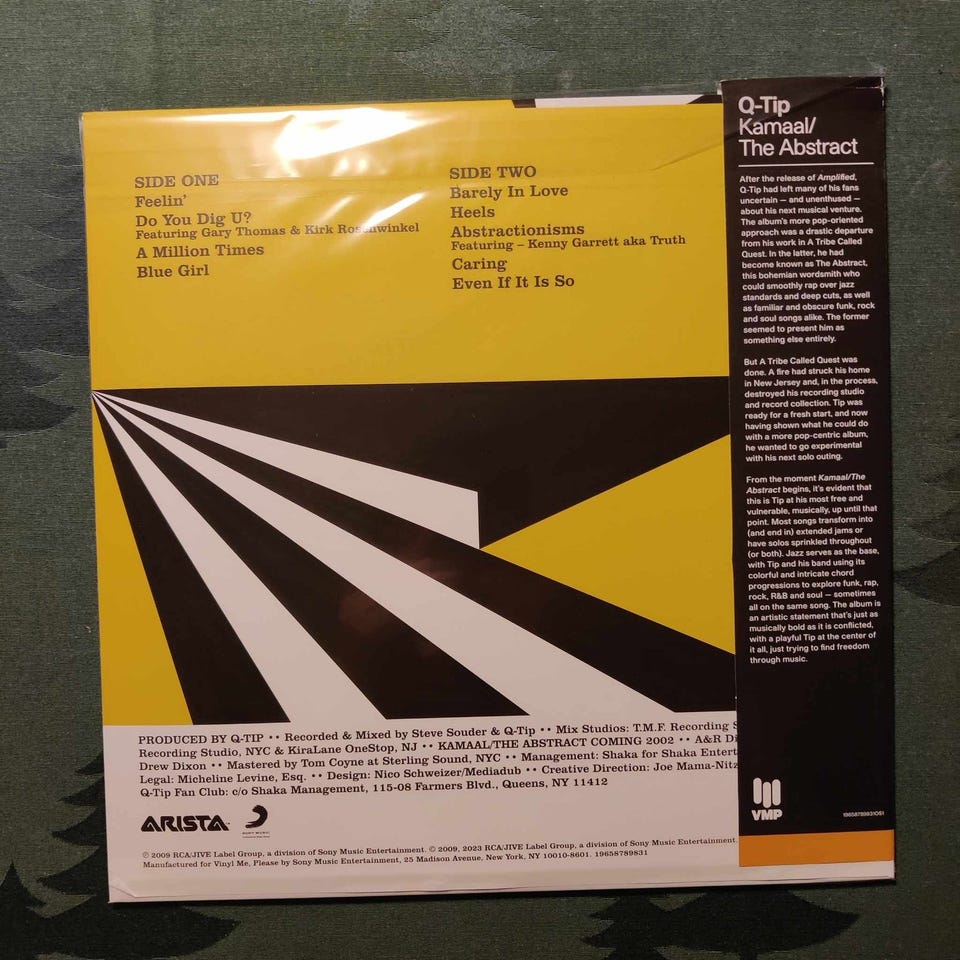 SIDE ONE
Feelin'
Do You Dig U?
Featuring Gary Thomas & Kirk Rosenwinkel
A Million Times
Blue Girl
SIDE TWO
Barely In Love
Heels
Abstractionisms
Featuring – Kenny Garrett aka Truth
Caring
Even If It Is So
PRODUCED BY Q-TIP •• Recorded & Mixed by Steve Souder & Q-Tip •• Mix Studios: T.M.F. Recording
Recording Studio, NYC & KiraLane OneStop, NJ •• KAMAAL/THE ABSTRACT COMING 2002 •• A&R
Drew Dixon •• Mastered by Tom Coyne at Sterling Sound, NYC •• Management: Shaka for Shaka
Legal: Micheline Levine, Esq. •• Design: Nico Schweizer/Mediadub •• Creative Direction: Joe
Q-Tip Fan Club: c/o Shaka Management, 115-08 Farmers Blvd., Queens, NY 11412
ARISTA
SONY MUSIC
℗ 2009 RCA/JIVE Label Group, a division of Sony Music Entertainment. © 2009, 2023 RCA/JIVE Label Group, a division of Sony Music Entertainment.
Manufactured for Vinyl Me, Please by Sony Music Entertainment, 25 Madison Avenue, New York, NY 10010-8601. 19658789831
Q-Tip
Kamaal/
The Abstract
After the release of Amplified,
Q-Tip had left many of his fans
uncertain — and unenthused —
about his next musical venture.
The album's more pop-oriented
approach was a drastic departure
from his work in A Tribe Called
Quest. In the latter, he had
become known as The Abstract,
this bohemian wordsmith who
could smoothly rap over jazz
standards and deep cuts, as well
as familiar and obscure funk, rock
and soul songs alike. The former
seemed to present him as
something else entirely.
But A Tribe Called Quest was
done. A fire had struck his home
in New Jersey and, in the process,
destroyed his recording studio
and record collection. Tip was
ready for a fresh start, and now
having shown what he could do
with a more pop-centric album,
he wanted to go experimental
with his next solo outing.
From the moment Kamaal/The
Abstract begins, it's evident that
this is Tip at his most free and
vulnerable, musically, up until that
point. Most songs transform into
(and end in) extended jams or
have solos sprinkled throughout
(or both). Jazz serves as the base,
with Tip and his band using its
colorful and intricate chord
progressions to explore funk, rap,
rock, R&B and soul — sometimes
all on the same song. The album is
an artistic statement that's just as
musically bold as it is conflicted,
with a playful Tip at the center of
it all, just trying to find freedom
through music.
VMP